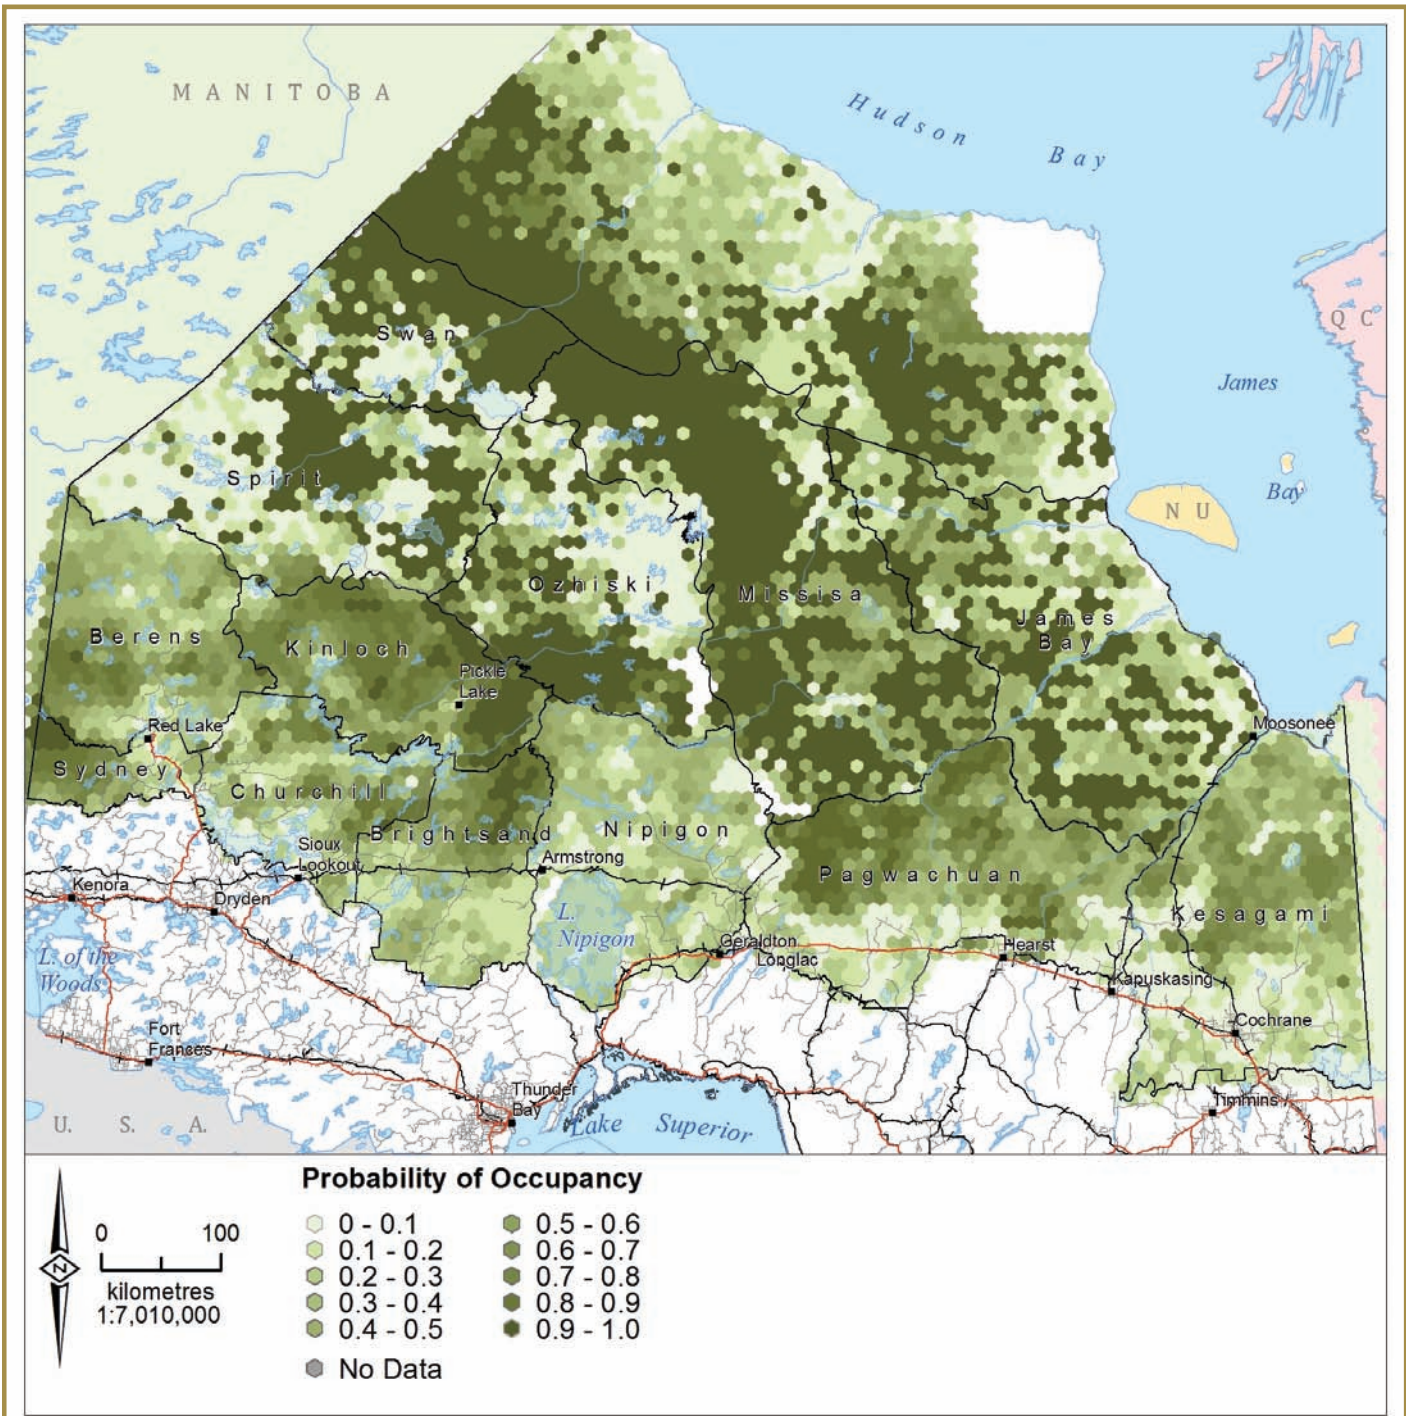 MANITOBA
Hudson Bay
Swan
QC
James
Bay
Spirit
NU
Ozhiski
Missisa
James
Bay
Berens
Kinloch
Pickle
Lake
Red Lake
Moosonee
Sydney
Churchill
Brightsand
Nipigon
Sioux
Lookout
Armstrong
Pagwachuan
Kenora
Dryden
L.
Nipigon
Kesagami
L. of the
Woods
Geraldton
Longlac
Hearst
Kapuskasing
Cochrane
Fort
Frances
Thunder
Bay
Timmins
U. S. A.
Lake Superior
Probability of Occupancy
N
0 100
kilometres
1:7,010,000
0 - 0.1
0.1 - 0.2
0.2 - 0.3
0.3 - 0.4
0.4 - 0.5
0.5 - 0.6
0.6 - 0.7
0.7 - 0.8
0.8 - 0.9
0.9 - 1.0
No Data